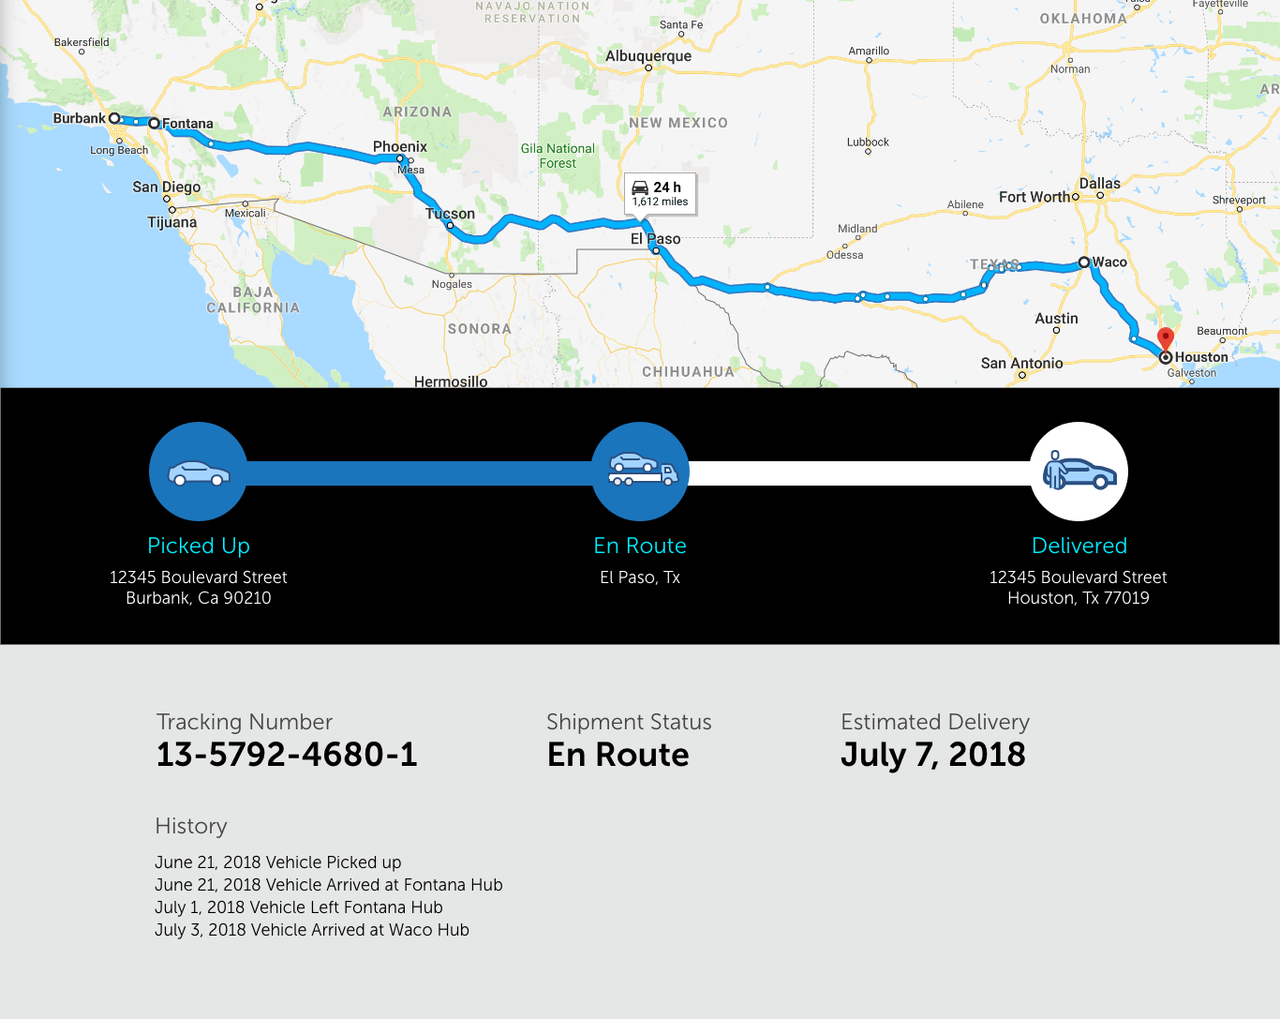 NAVAJO NATION
RESERVATION
Santa Fe
OKLAHOMA
Fayetteville
Bakersfield
Albuquerque
Amarillo
Norman
AR
Burbank
Fontana
ARIZONA
NEW MEXICO
Long Beach
Phoenix
Mesa
Gila National
Forest
Lubbock
San Diego
24 h
1,612 miles
Dallas
Fort Worth
Abilene
Shreveport
Mexicali
Tijuana
Tucson
El Paso
Midland
Odessa
TEXAS
Waco
Nogales
BAJA
CALIFORNIA
SONORA
Austin
Beaumont
San Antonio
Houston
Galveston
CHIHUAHUA
Hermosillo
Picked Up
12345 Boulevard Street
Burbank, Ca 90210
En Route
El Paso, Tx
Delivered
12345 Boulevard Street
Houston, Tx 77019
Tracking Number
13-5792-4680-1
Shipment Status
En Route
Estimated Delivery
July 7, 2018
History
June 21, 2018 Vehicle Picked up
June 21, 2018 Vehicle Arrived at Fontana Hub
July 1, 2018 Vehicle Left Fontana Hub
July 3, 2018 Vehicle Arrived at Waco Hub